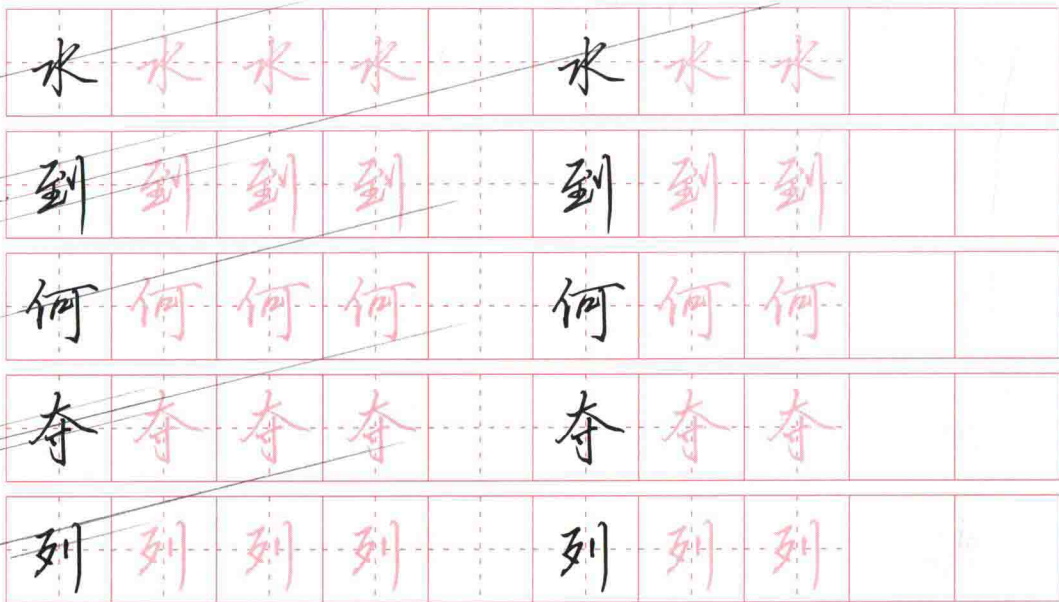 水 水 水 水 水 水 水
到 到 到 到 到 到 到
何 何 何 何 何 何 何
夺 夺 夺 夺 夺 夺 夺
列 列 列 列 列 列 列